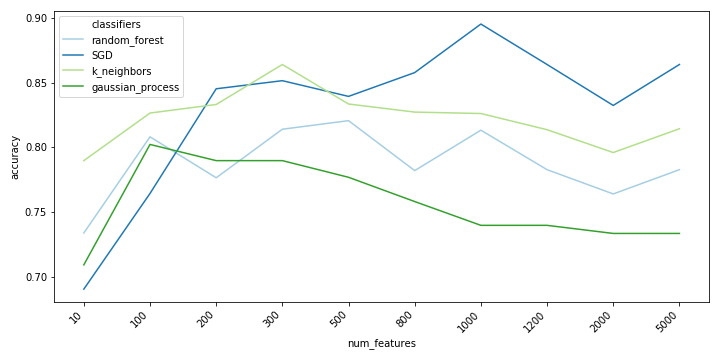 classifiers
random_forest
SGD
k_neighbors
gaussian_process
accuracy
0.90
0.85
0.80
0.75
0.70
10
100
200
300
500
800
1000
1200
2000
5000
num_features